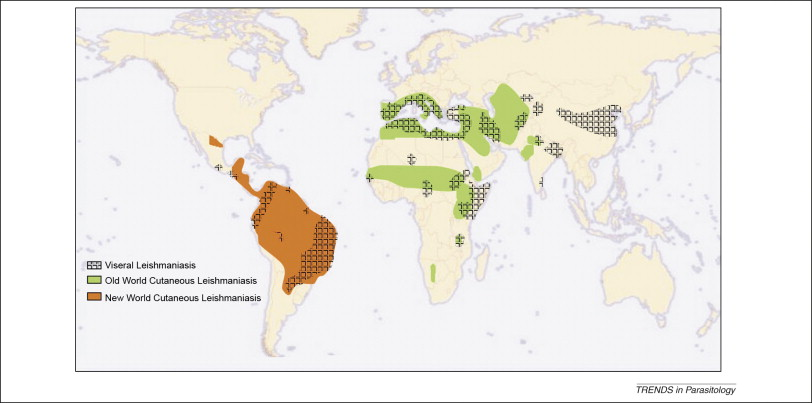 Viseral Leishmaniasis
Old World Cutaneous Leishmaniasis
New World Cutaneous Leishmaniasis
TRENDS in Parasitology